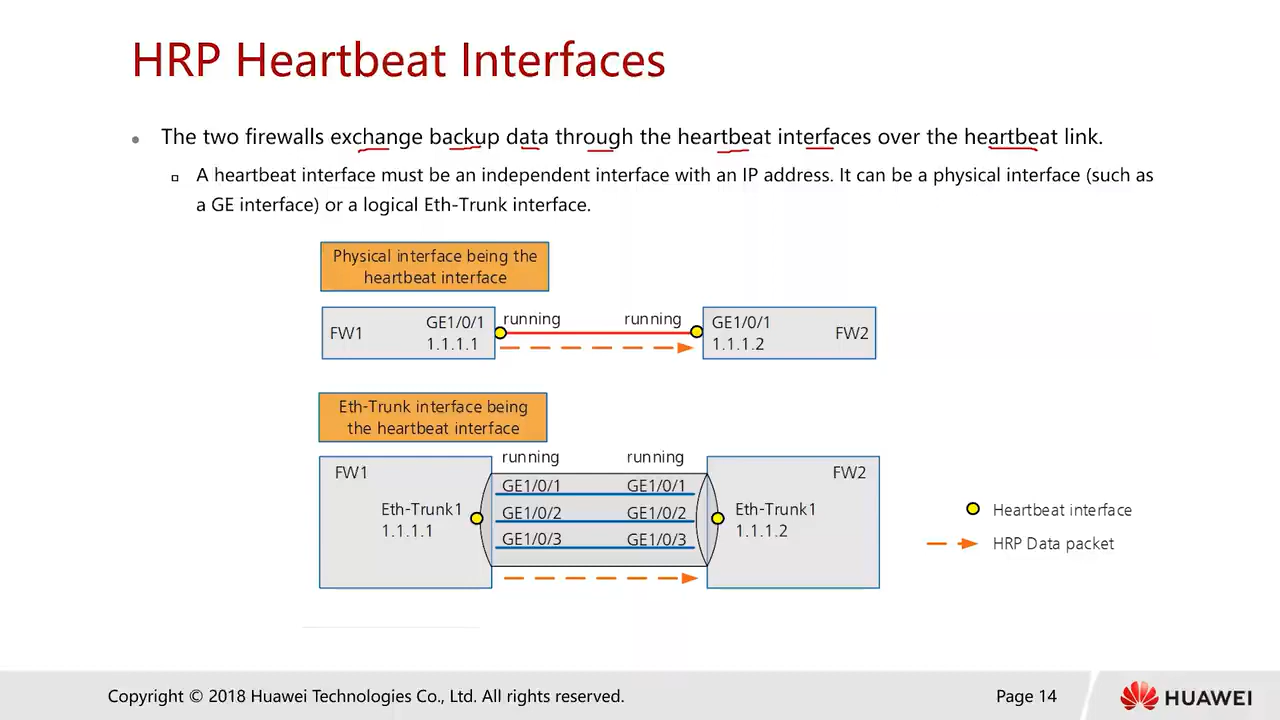 HRP Heartbeat Interfaces
The two firewalls exchange backup data through the heartbeat interfaces over the heartbeat link.
A heartbeat interface must be an independent interface with an IP address. It can be a physical interface (such as
a GE interface) or a logical Eth-Trunk interface.
Physical interface being the
heartbeat interface
FW1
GE1/0/1
1.1.1.1
running
running
GE1/0/1
1.1.1.2
FW2
Eth-Trunk interface being
the heartbeat interface
running
running
FW1
Eth-Trunk1
1.1.1.1
GE1/0/1
GE1/0/1
GE1/0/2
GE1/0/2
GE1/0/3
GE1/0/3
FW2
Eth-Trunk1
1.1.1.2
Heartbeat interface
HRP Data packet
Copyright © 2018 Huawei Technologies Co., Ltd. All rights reserved.
Page 14
HUAWEI